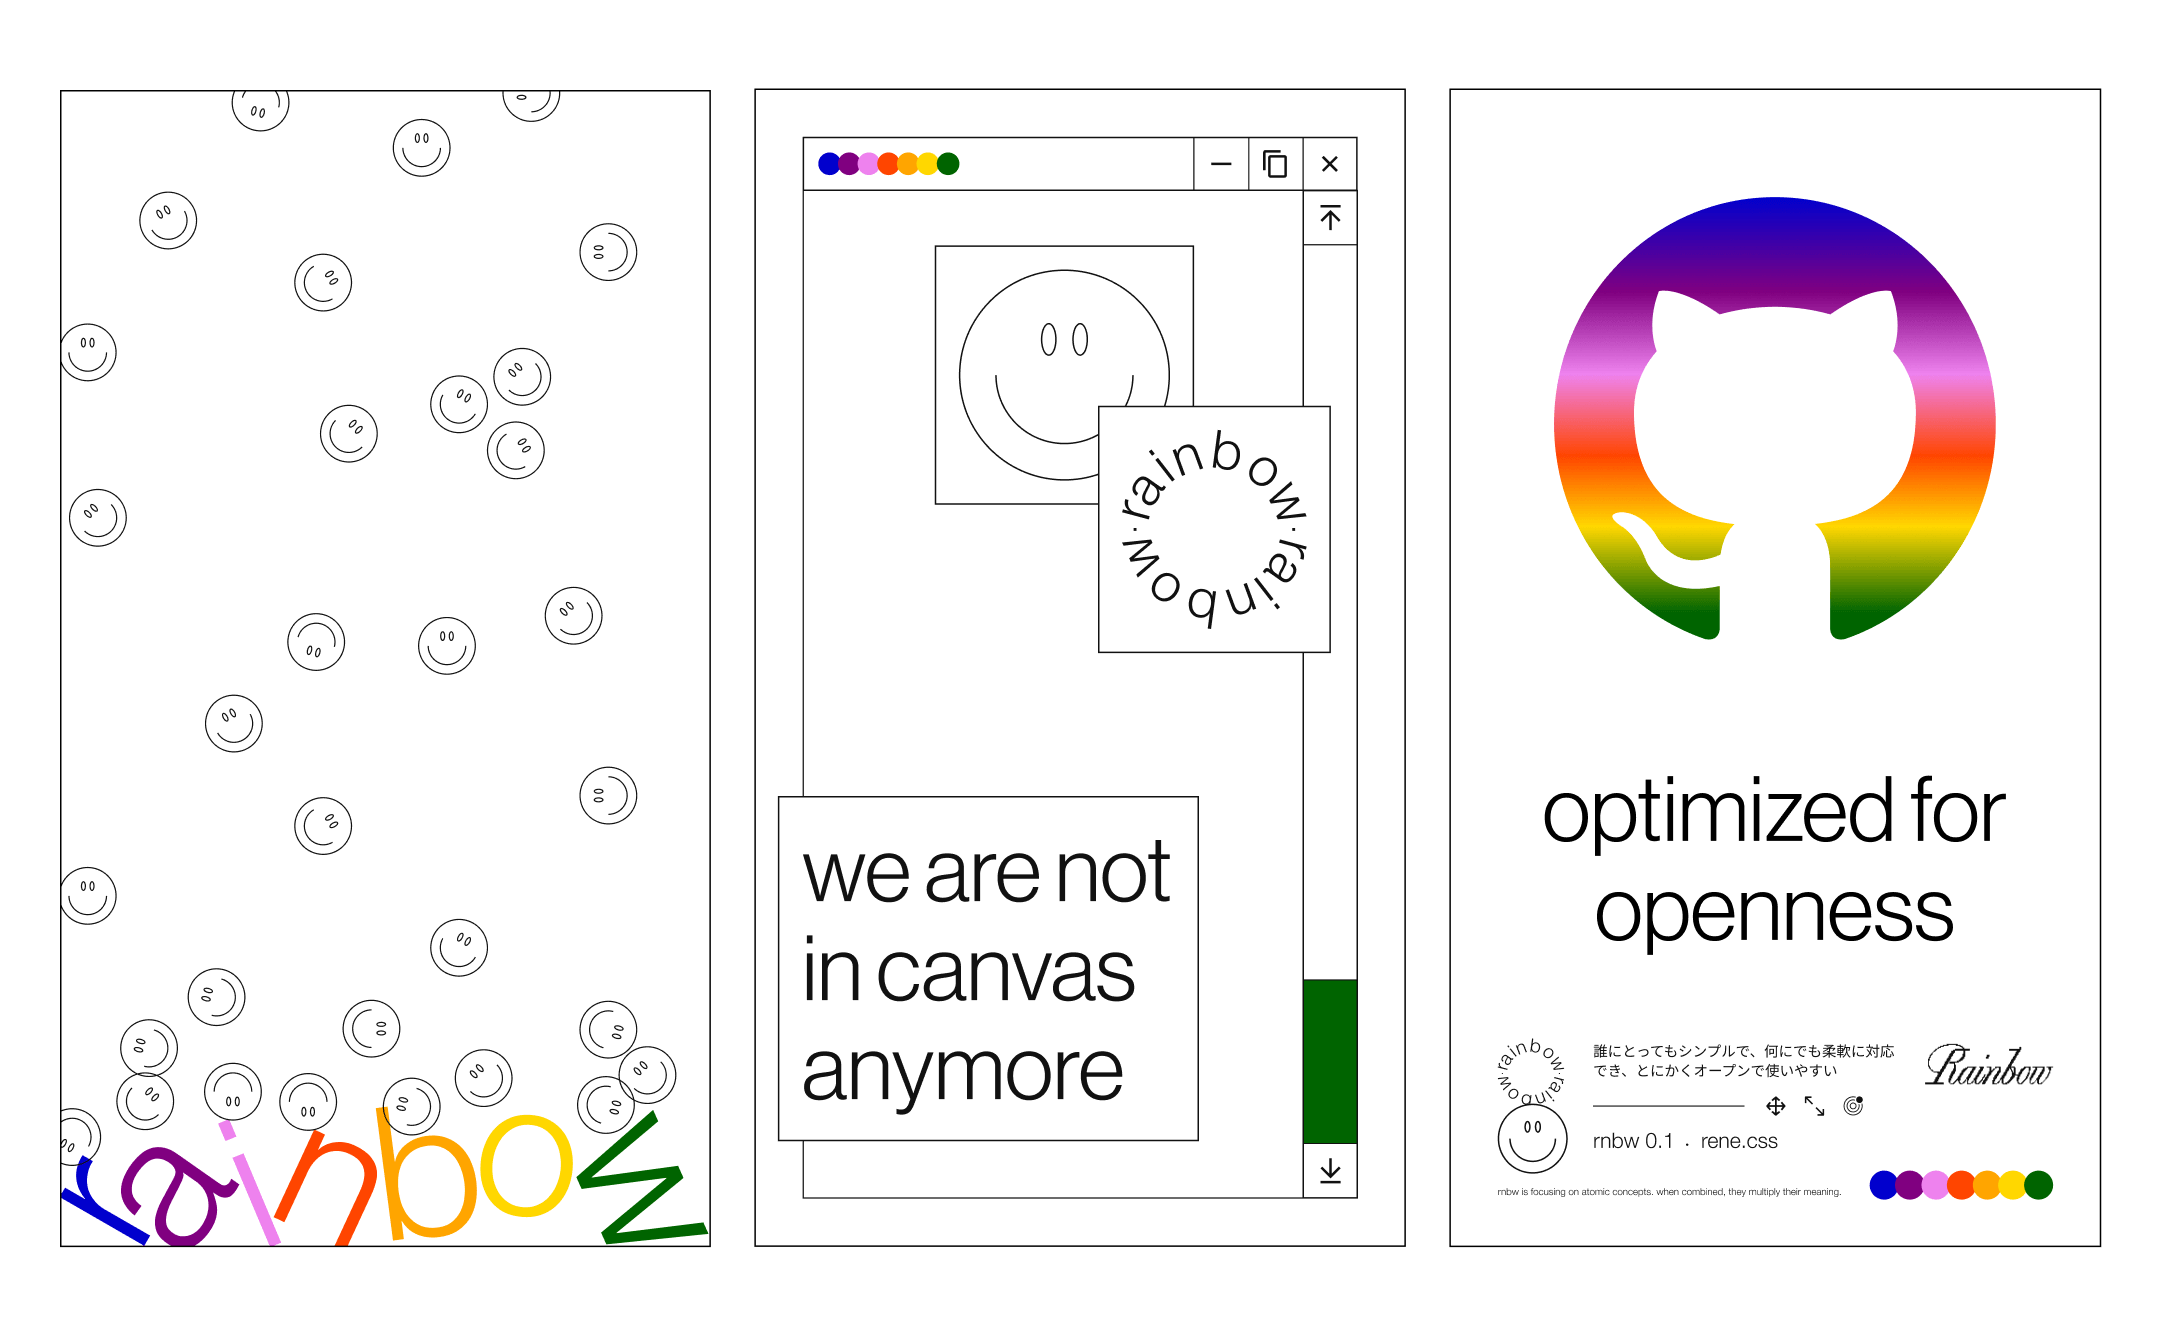 rainbow
rainbow·rainbow·
we are not
in canvas
anymore
optimized for
openness
rainbow·rainbow·
誰にとってもシンプルで、何にでも柔軟に対応
でき、とにかくオープンで使いやすい
Rainbow
rnbw 0.1 . rene.css
rnbw is focusing on atomic concepts. when combined, they multiply their meaning.